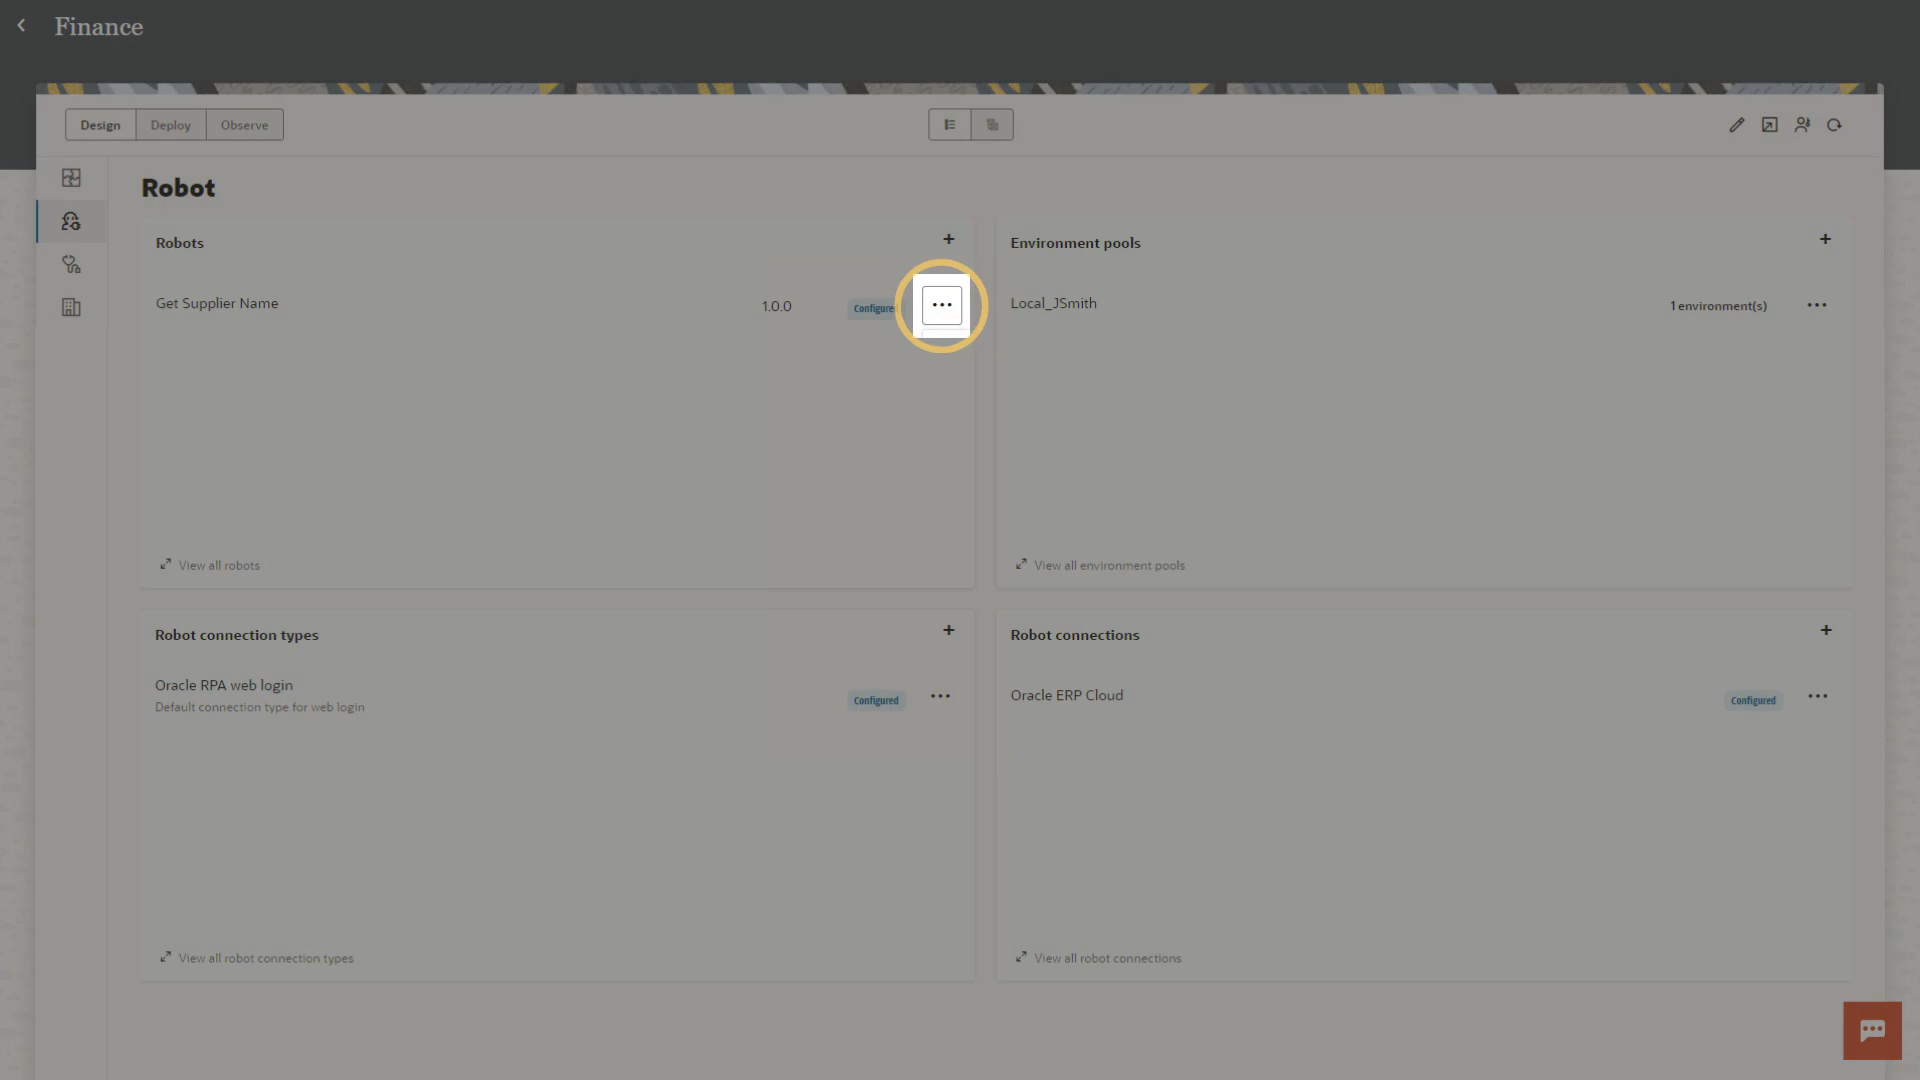 Finance
Design
Deploy
Observe
Robot
Robots
Get Supplier Name
1.0.0
Configured
View all robots
Environment pools
Local_JSmith
1 environment(s)
View all environment pools
Robot connection types
Oracle RPA web login
Default connection type for web login
Configured
View all robot connection types
Robot connections
Oracle ERP Cloud
Configured
View all robot connections